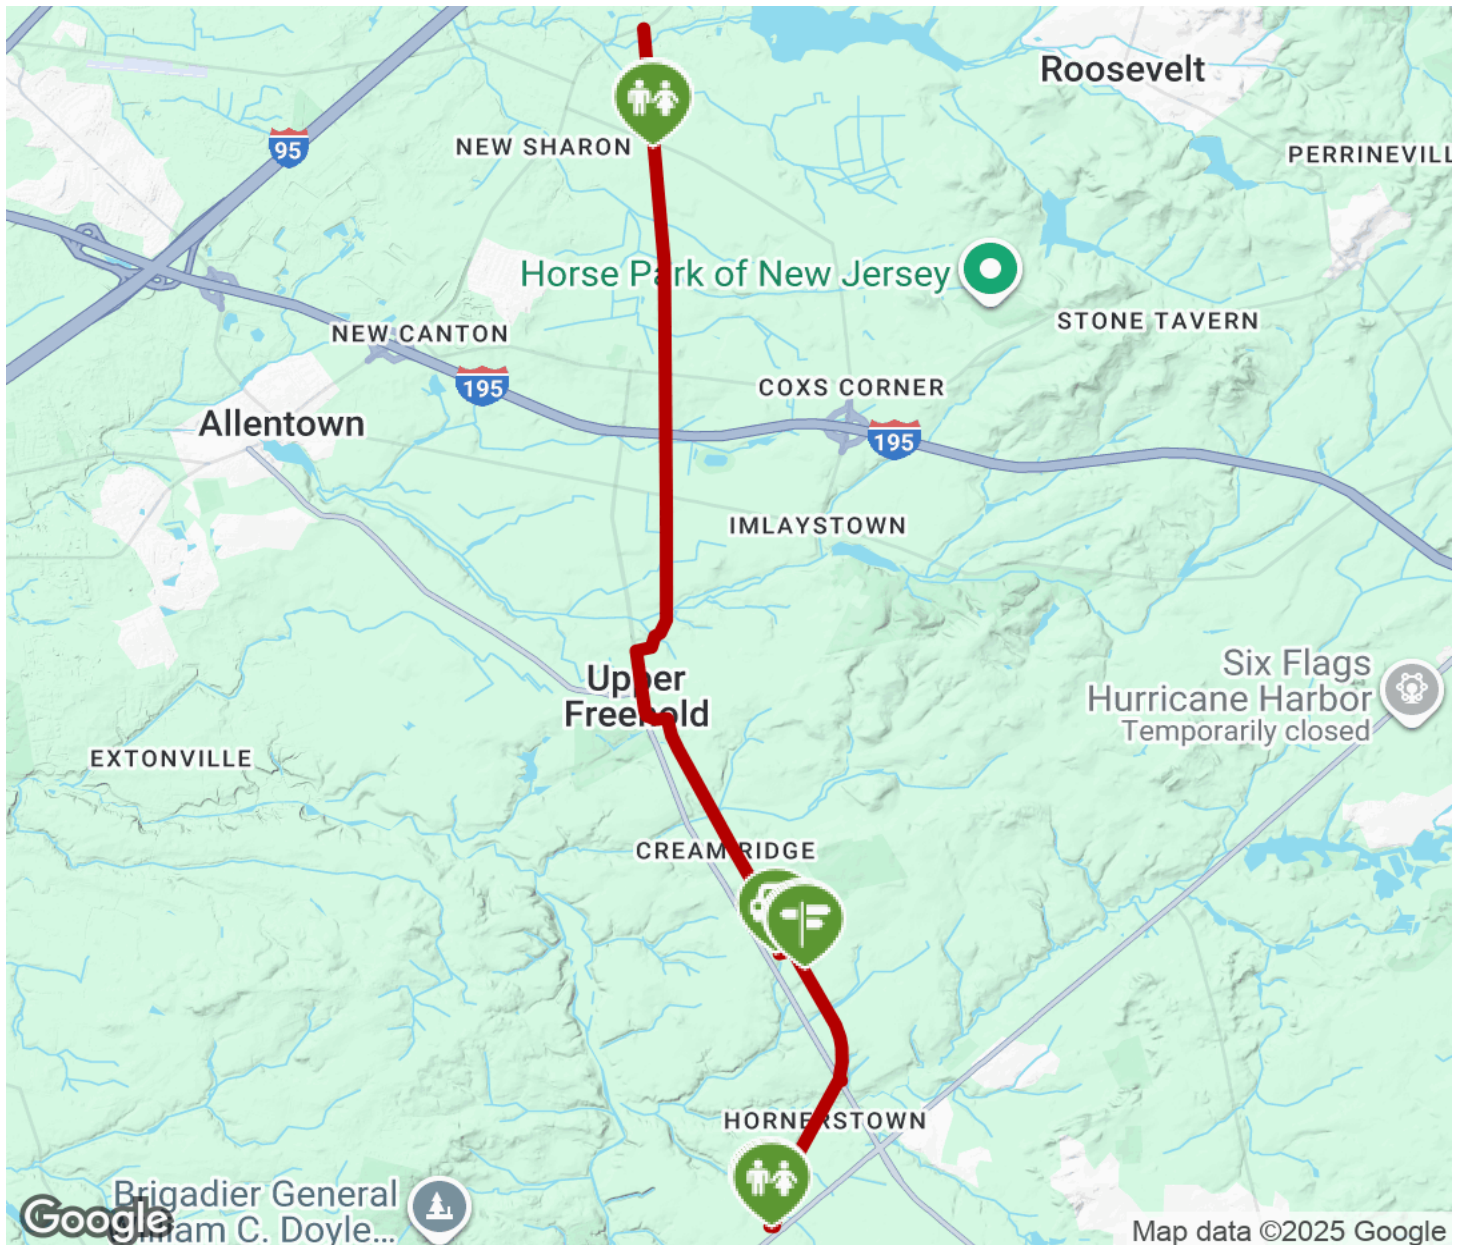 Roosevelt
95
NEW SHARON
PERRINEVILL
Horse Park of New Jersey
STONE TAVERN
NEW CANTON
195
COXS CORNER
Allentown
195
IMLAYSTOWN
Upper
Freehold
Six Flags
Hurricane Harbor
Temporarily closed
EXTONVILLE
CREAM RIDGE
HORNERSTOWN
Brigadier General
William C. Doyle...
Google
Map data ©2025 Google